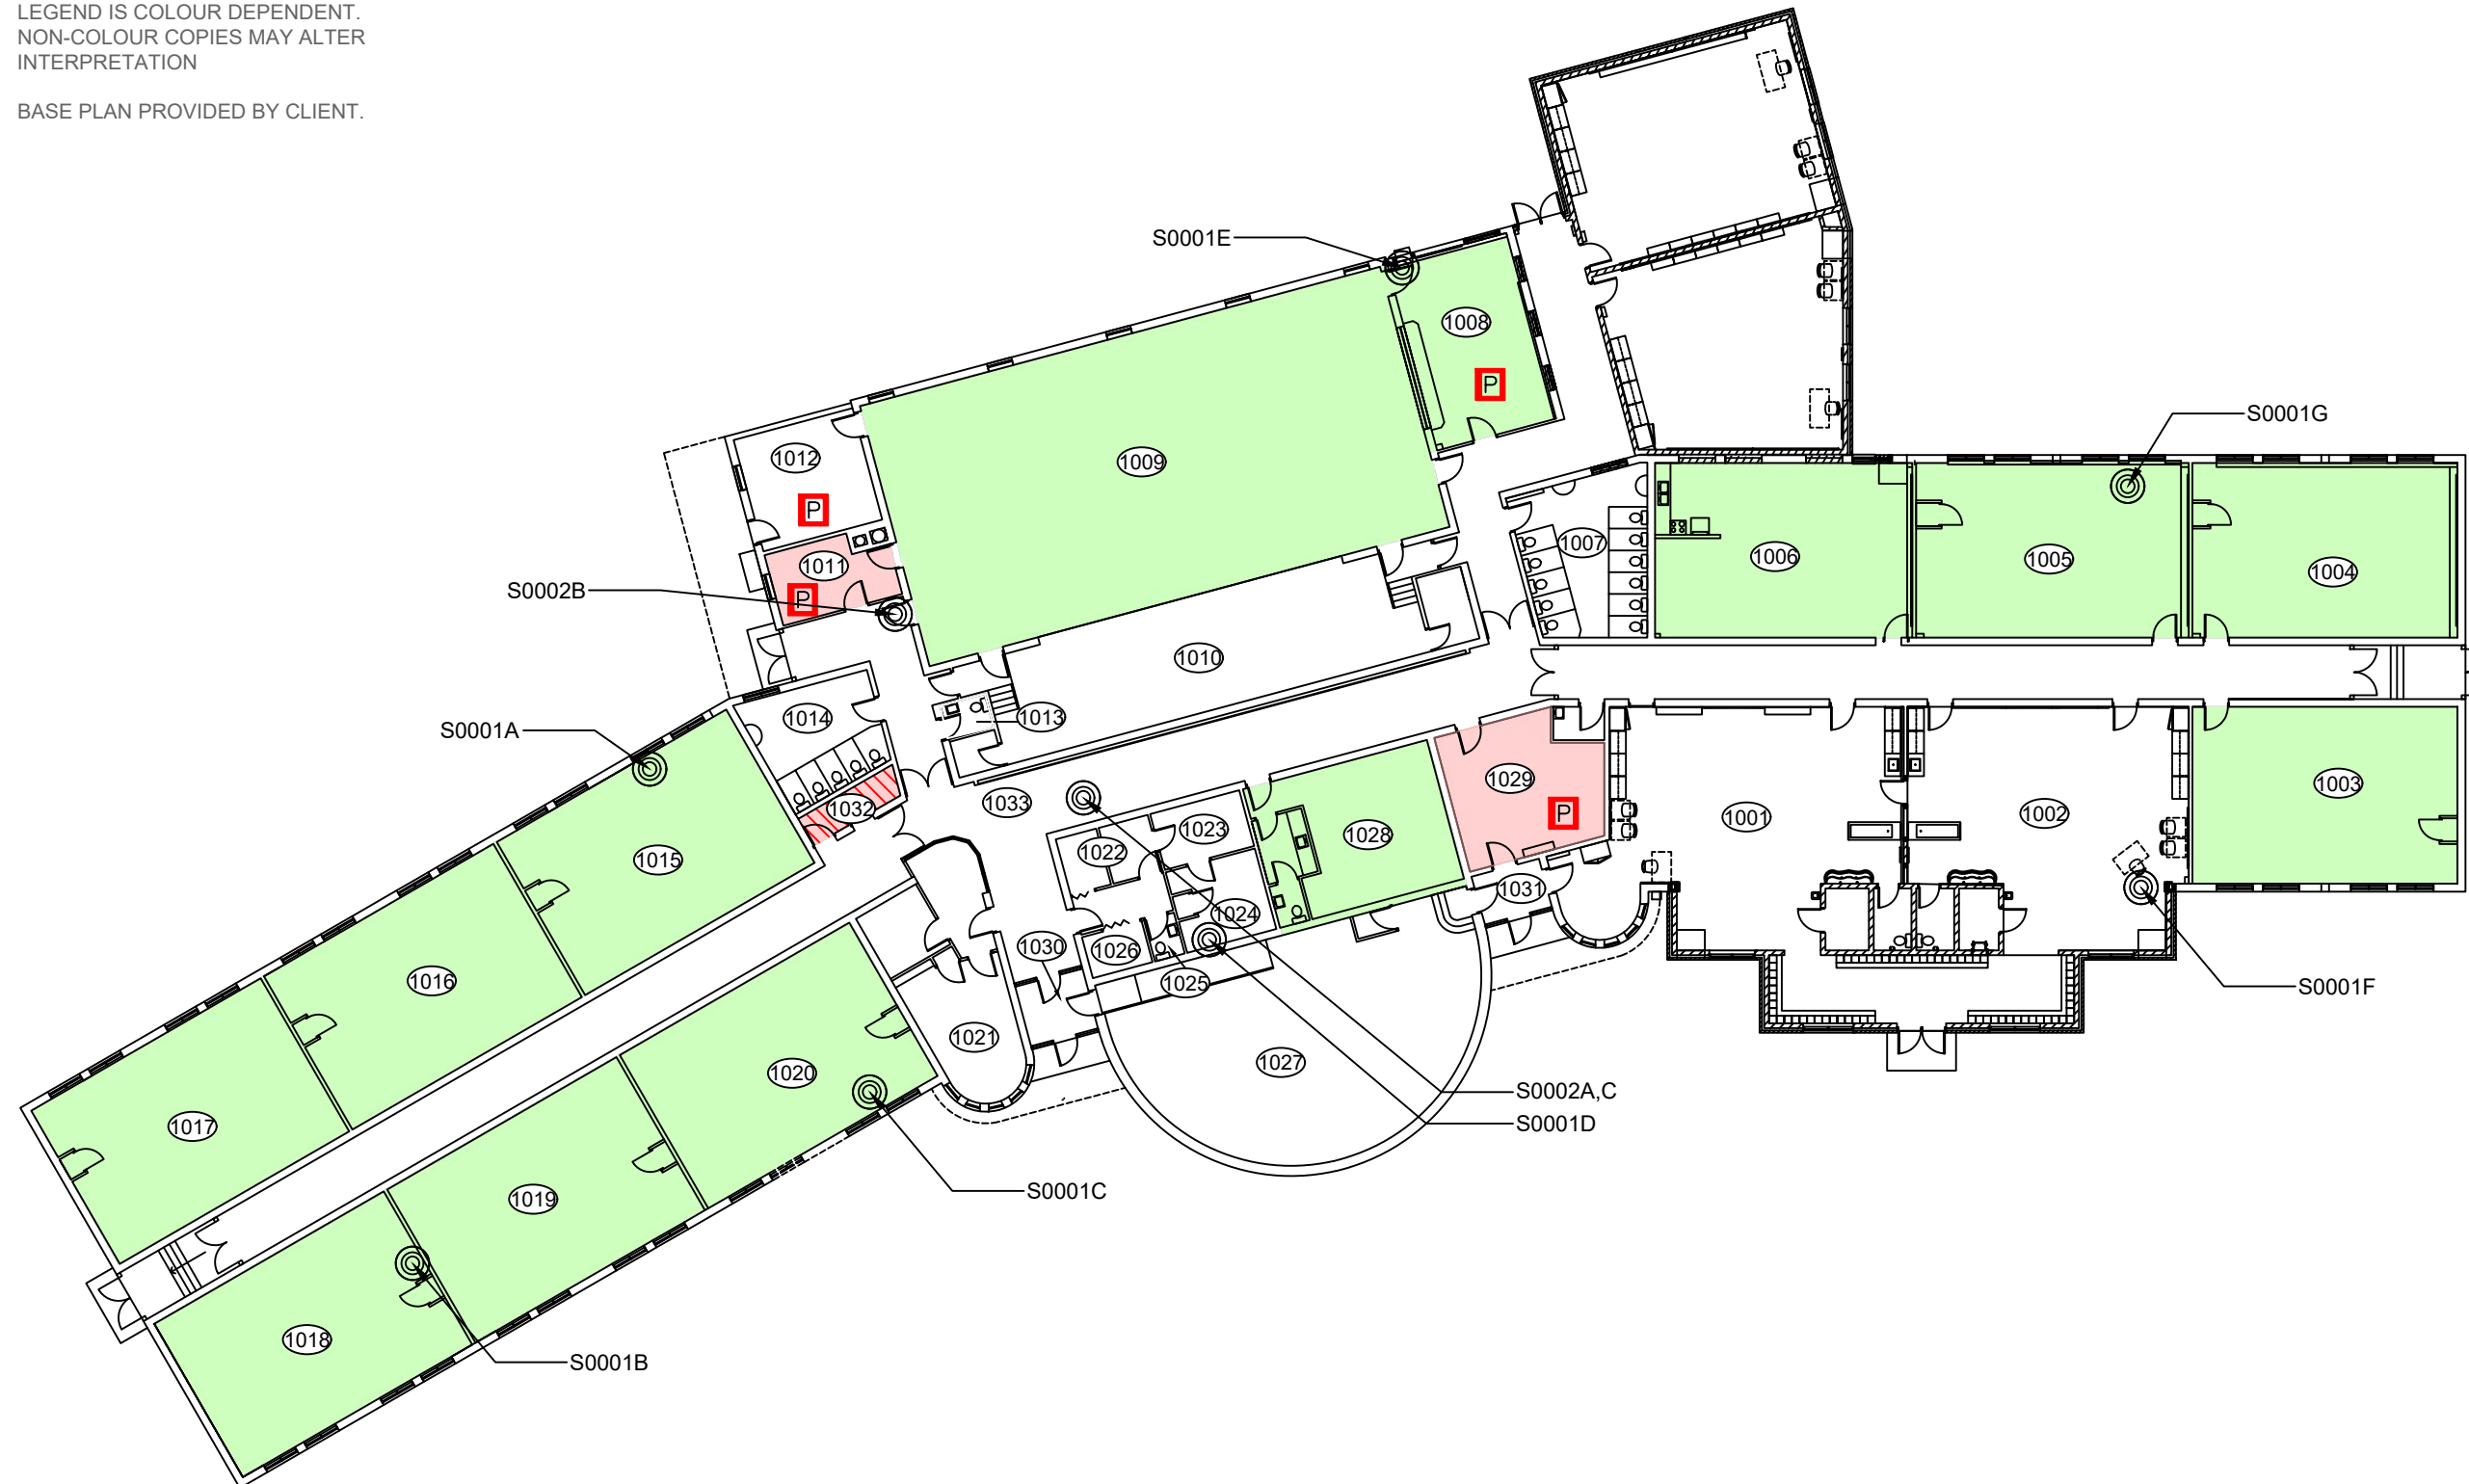 LEGEND IS COLOUR DEPENDENT.
NON-COLOUR COPIES MAY ALTER
INTERPRETATION
BASE PLAN PROVIDED BY CLIENT.
S0001E
1008
P
S0001G
1012
1009
P
1007
1006
1005
1004
1011
S0002B
P
1010
1014
1013
S0001A
1029
1003
1033
1032
P
1001
1002
1023
1028
1015
1022
1031
1024
1030
1026
1016
1025
S0001F
1021
1027
1020
S0002A,C
1017
S0001D
S0001C
1019
1018
S0001B